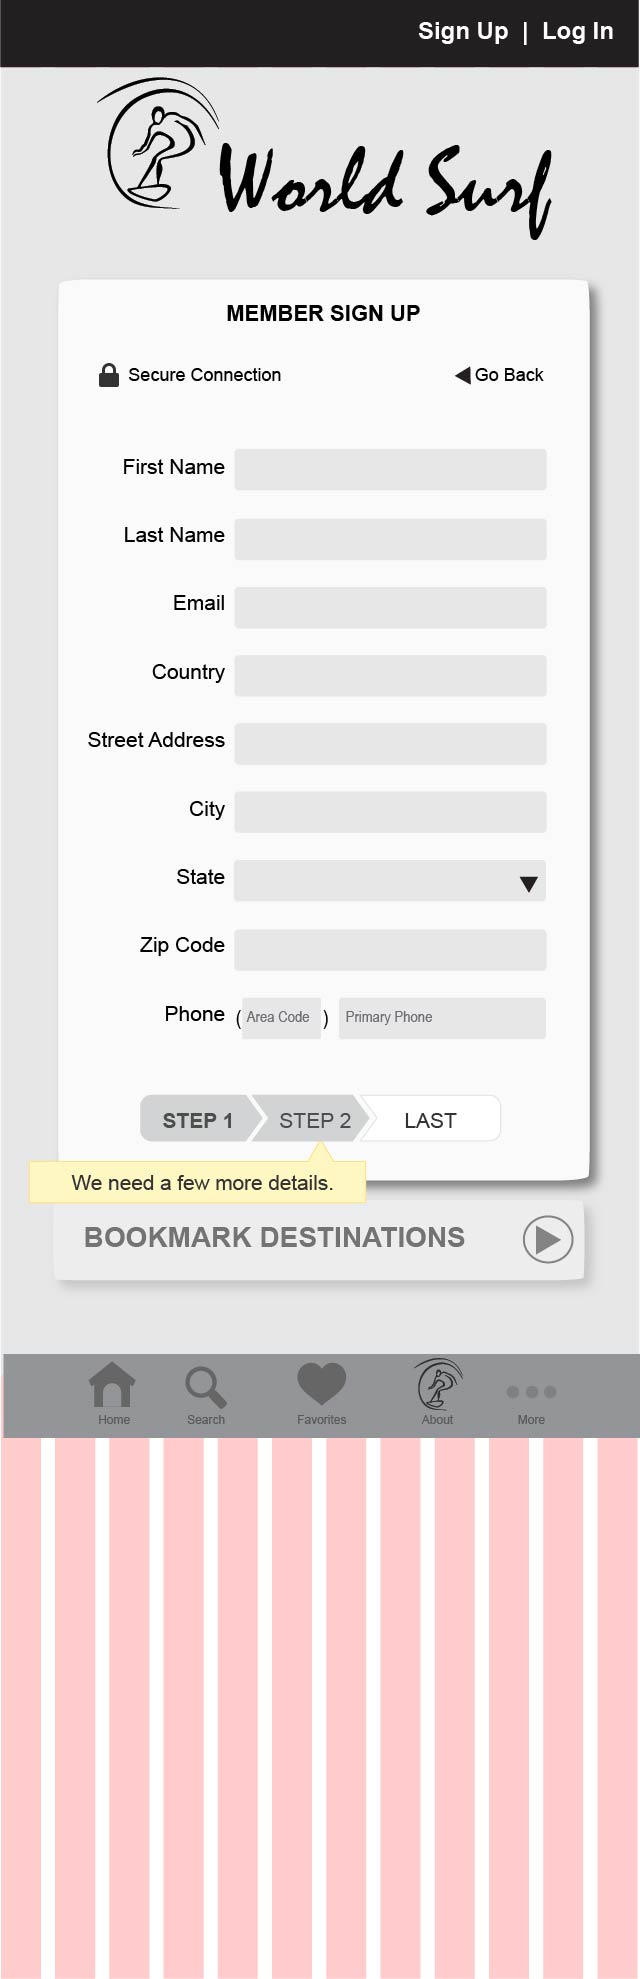 Sign Up | Log In
World Surf
MEMBER SIGN UP
Secure Connection
Go Back
First Name
Last Name
Email
Country
Street Address
City
State
Zip Code
Phone ( Area Code ) Primary Phone
STEP 1 STEP 2 LAST
We need a few more details.
BOOKMARK DESTINATIONS
Home Search Favorites About More